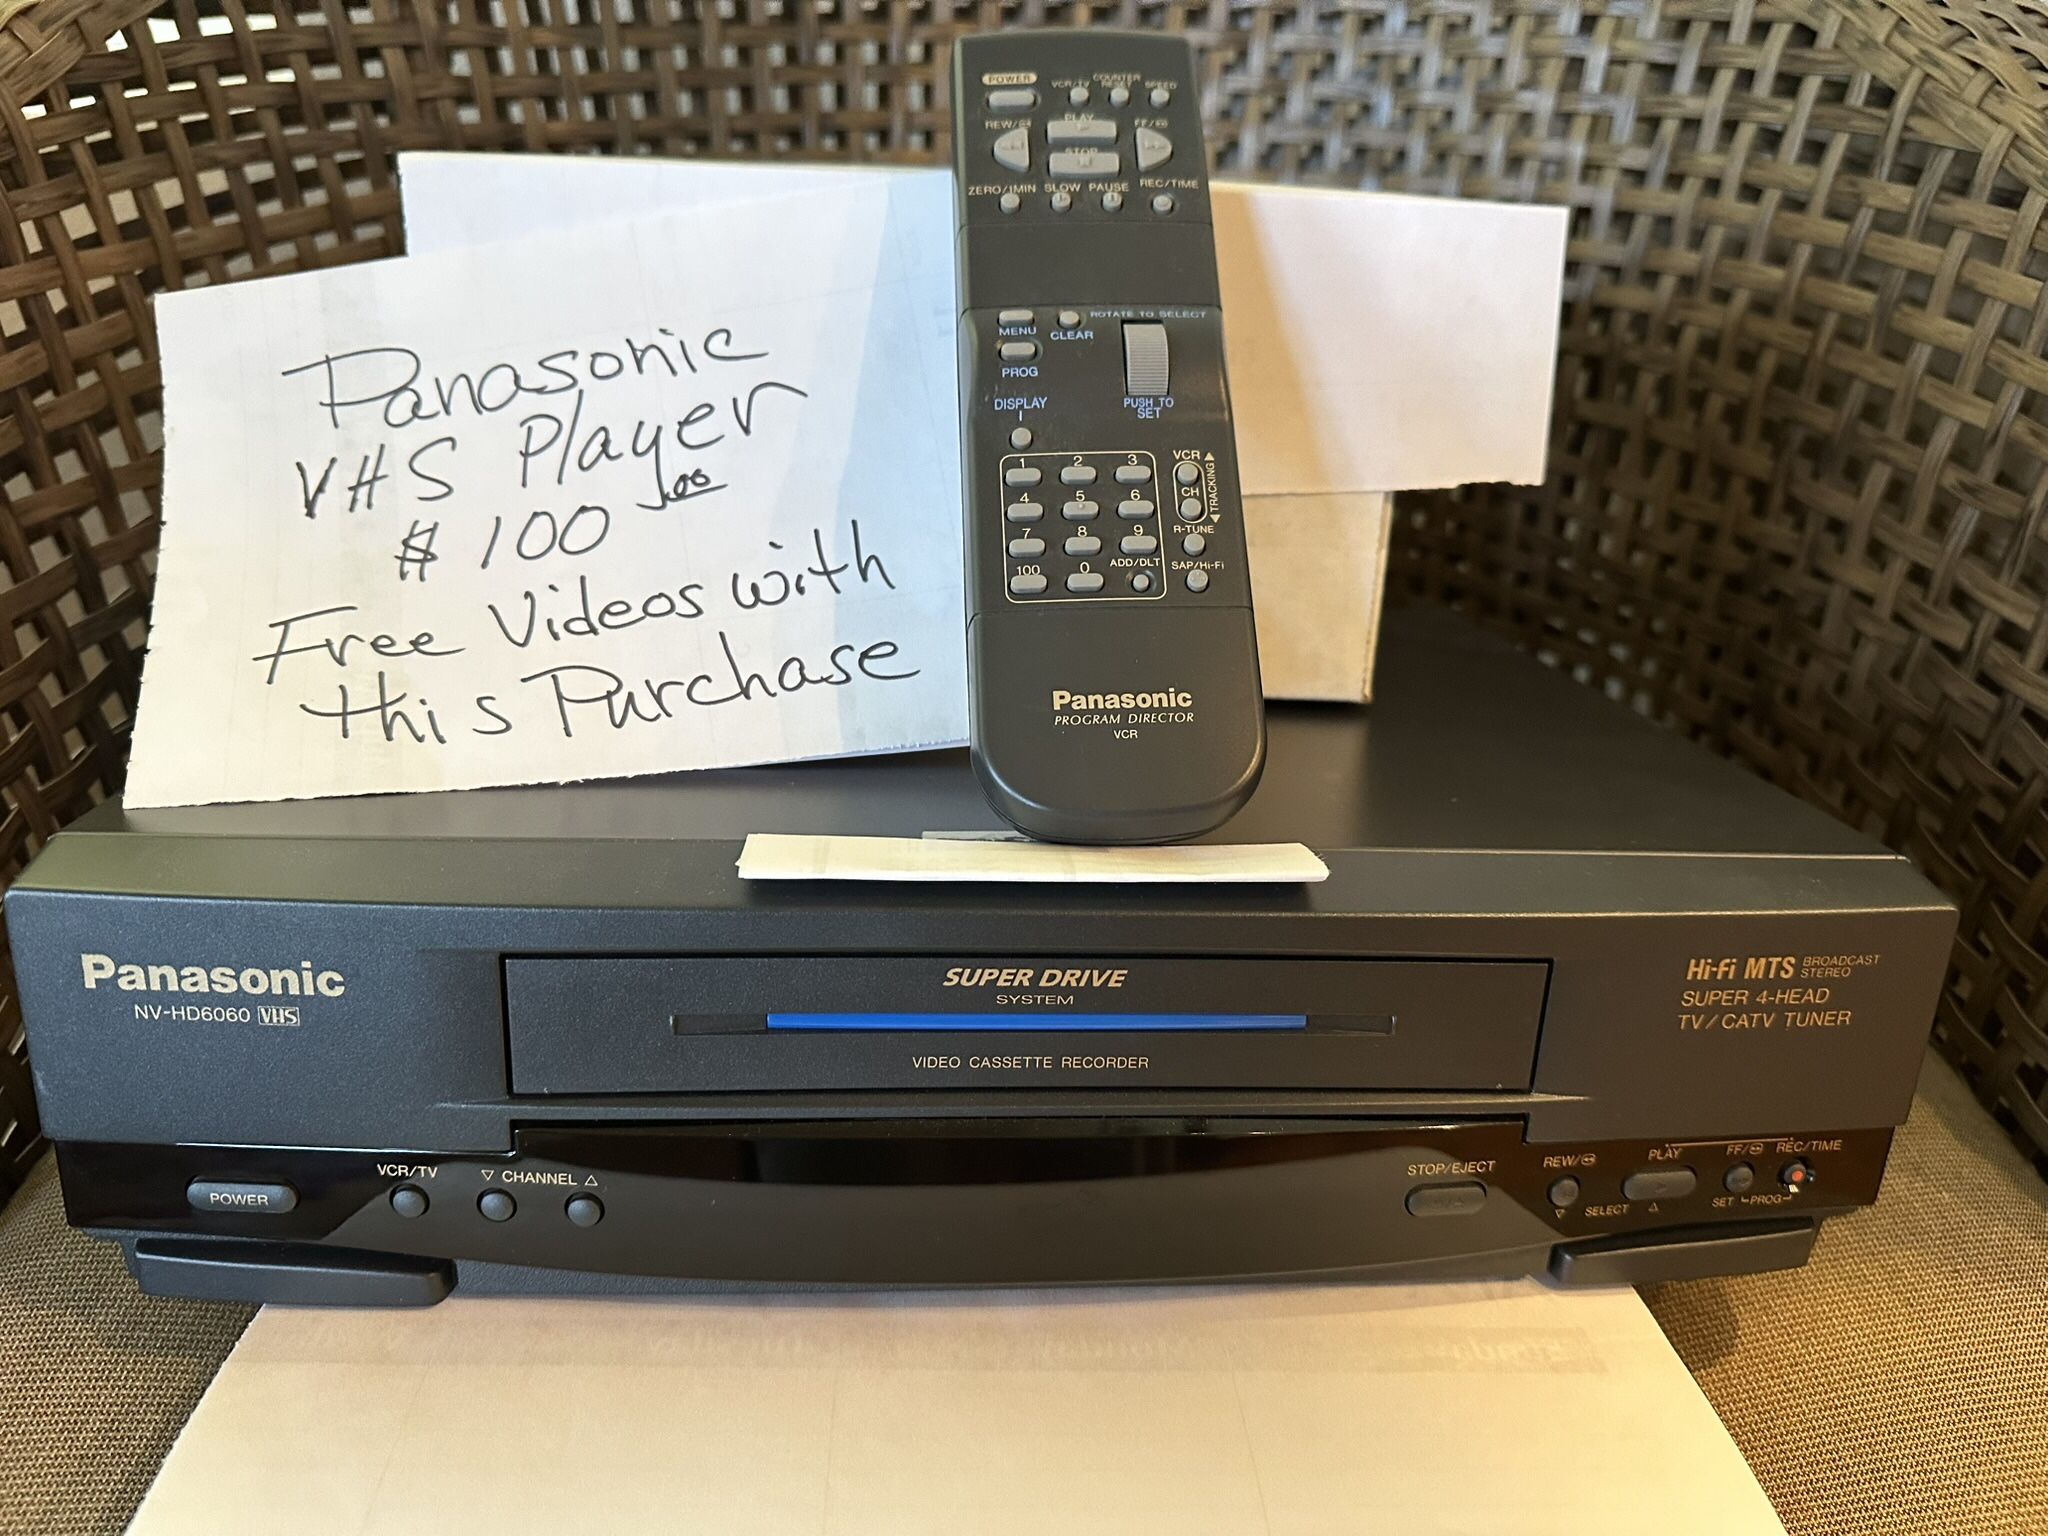 Panasonic
VHS Player
$ 100.00
Free Videos with
this Purchase
POWER
VCR/TV
COUNTER RESET
SPEED
REW/
PLAY
FF/
STOP
ZERO/1MIN SLOW PAUSE REC/TIME
MENU
CLEAR
ROTATE TO SELECT
PROG
PUSH TO SET
DISPLAY
1 2 3
4 5 6
7 8 9
100 0 ADD/DLT
VCR
CH
TRACKING
R-TUNE
SAP/Hi-Fi
Panasonic
PROGRAM DIRECTOR
VCR
Panasonic
NV-HD6060 VHS
SUPER DRIVE
SYSTEM
VIDEO CASSETTE RECORDER
Hi-Fi MTS BROADCAST STEREO
SUPER 4-HEAD
TV/CATV TUNER
POWER
VCR/TV
▽ CHANNEL △
STOP/EJECT
REW/
PLAY
FF/
REC/TIME
▽ SELECT △
SET PROG